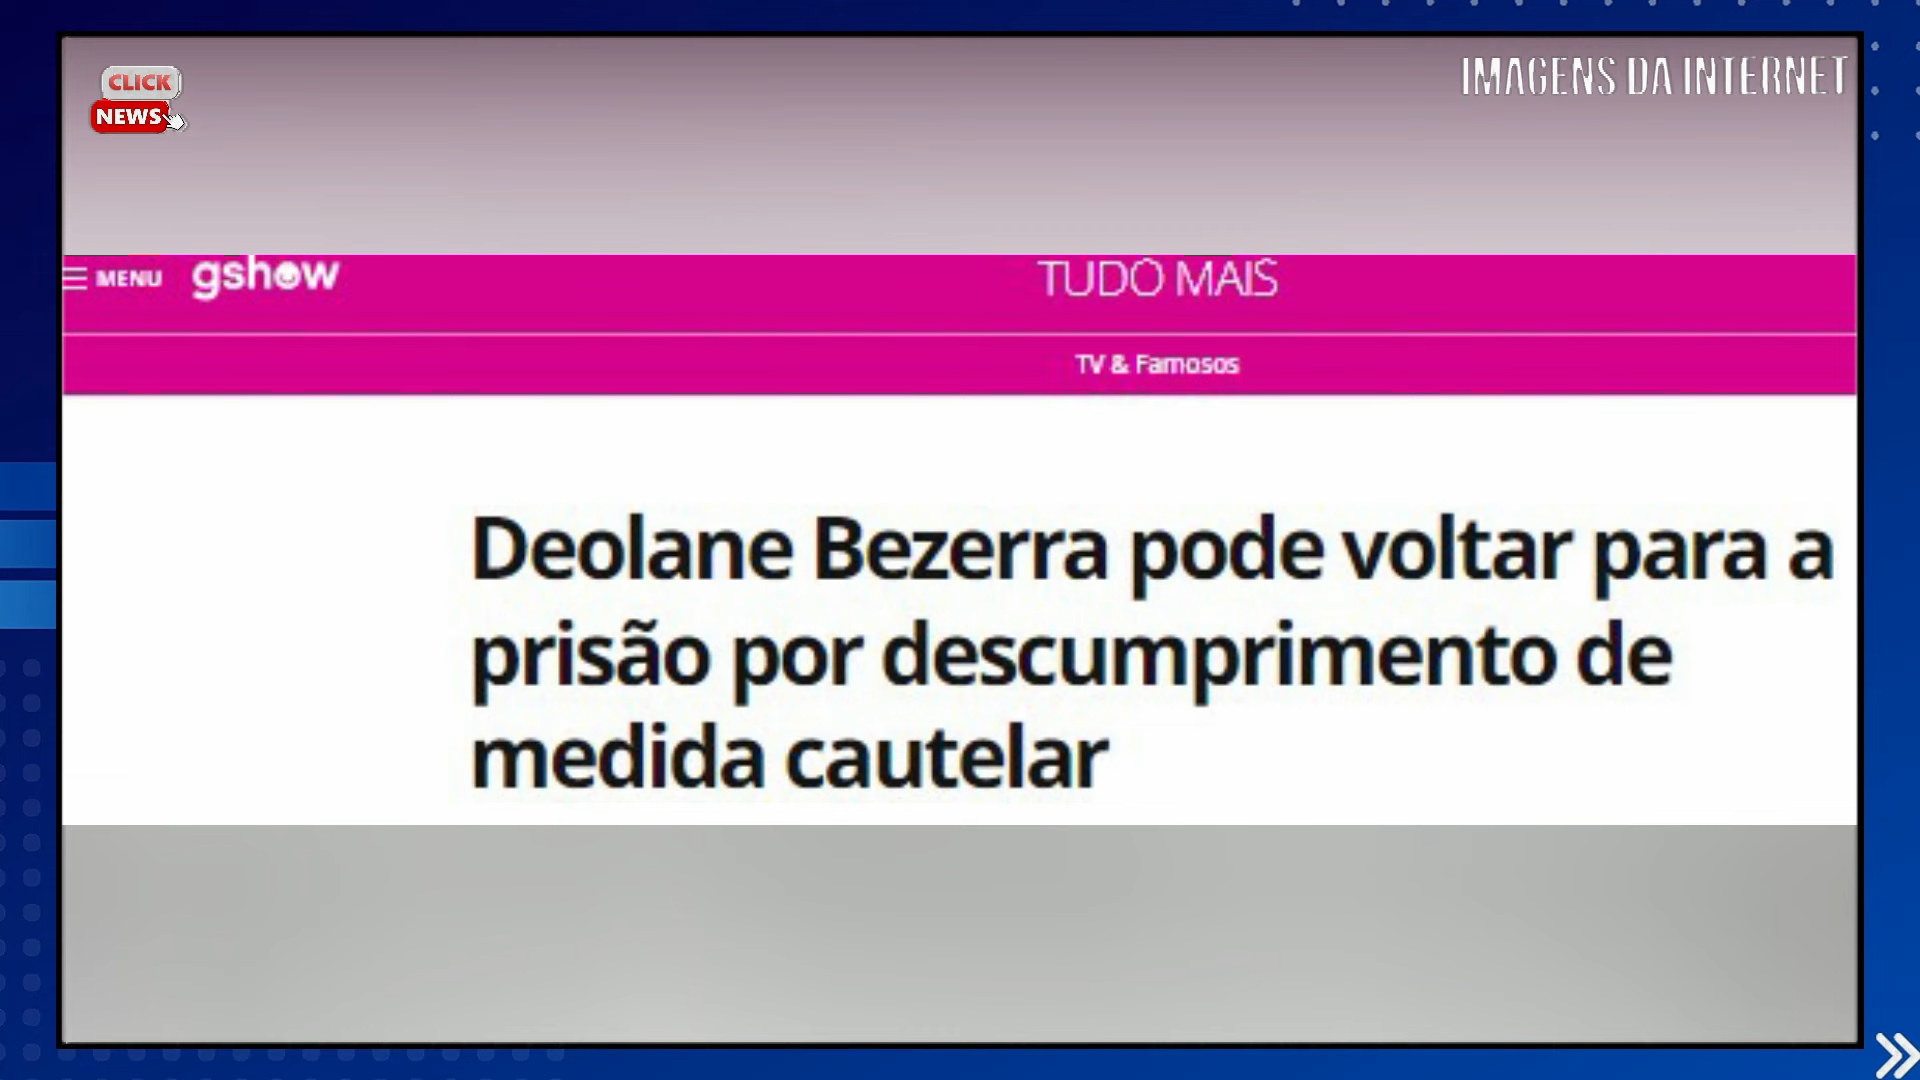 CLICK
NEWS
IMAGENS DA INTERNET
MENU gshow TUDO MAIS
TV & Famosos
Deolane Bezerra pode voltar para a
prisão por descumprimento de
medida cautelar